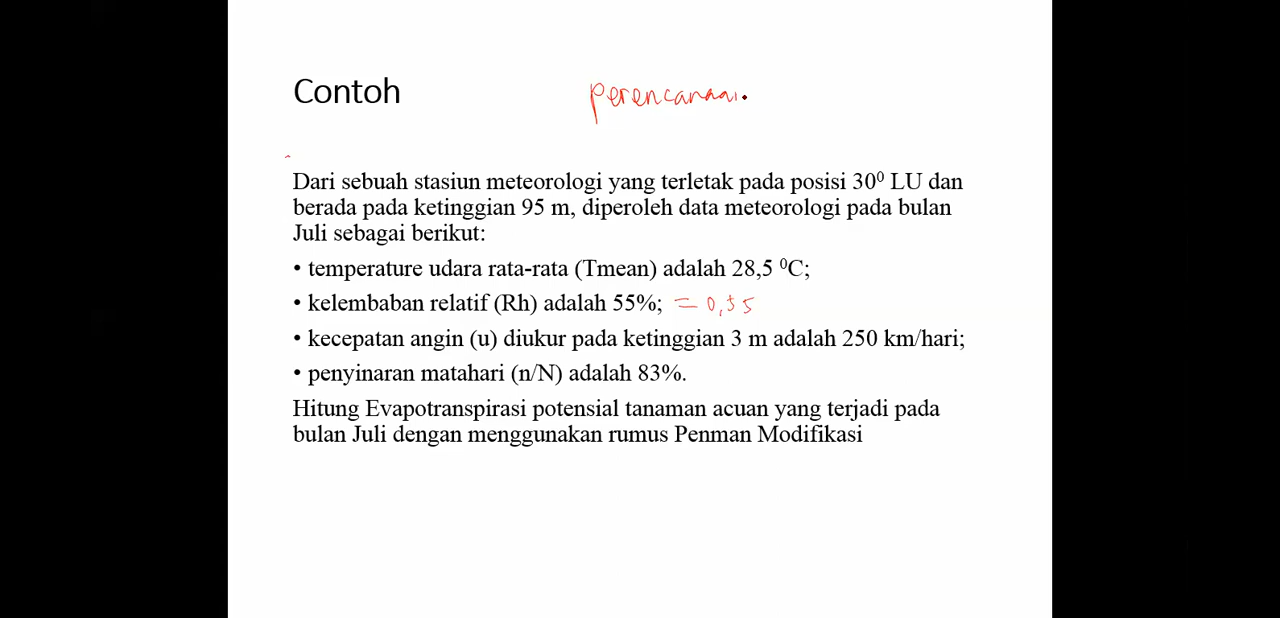 Contoh
perencanaai
Dari sebuah stasiun meteorologi yang terletak pada posisi 30⁰ LU dan
berada pada ketinggian 95 m, diperoleh data meteorologi pada bulan
Juli sebagai berikut:
• temperature udara rata-rata (Tmean) adalah 28,5 ⁰C;
• kelembaban relatif (Rh) adalah 55%; = 0,55
• kecepatan angin (u) diukur pada ketinggian 3 m adalah 250 km/hari;
• penyinaran matahari (n/N) adalah 83%.
Hitung Evapotranspirasi potensial tanaman acuan yang terjadi pada
bulan Juli dengan menggunakan rumus Penman Modifikasi